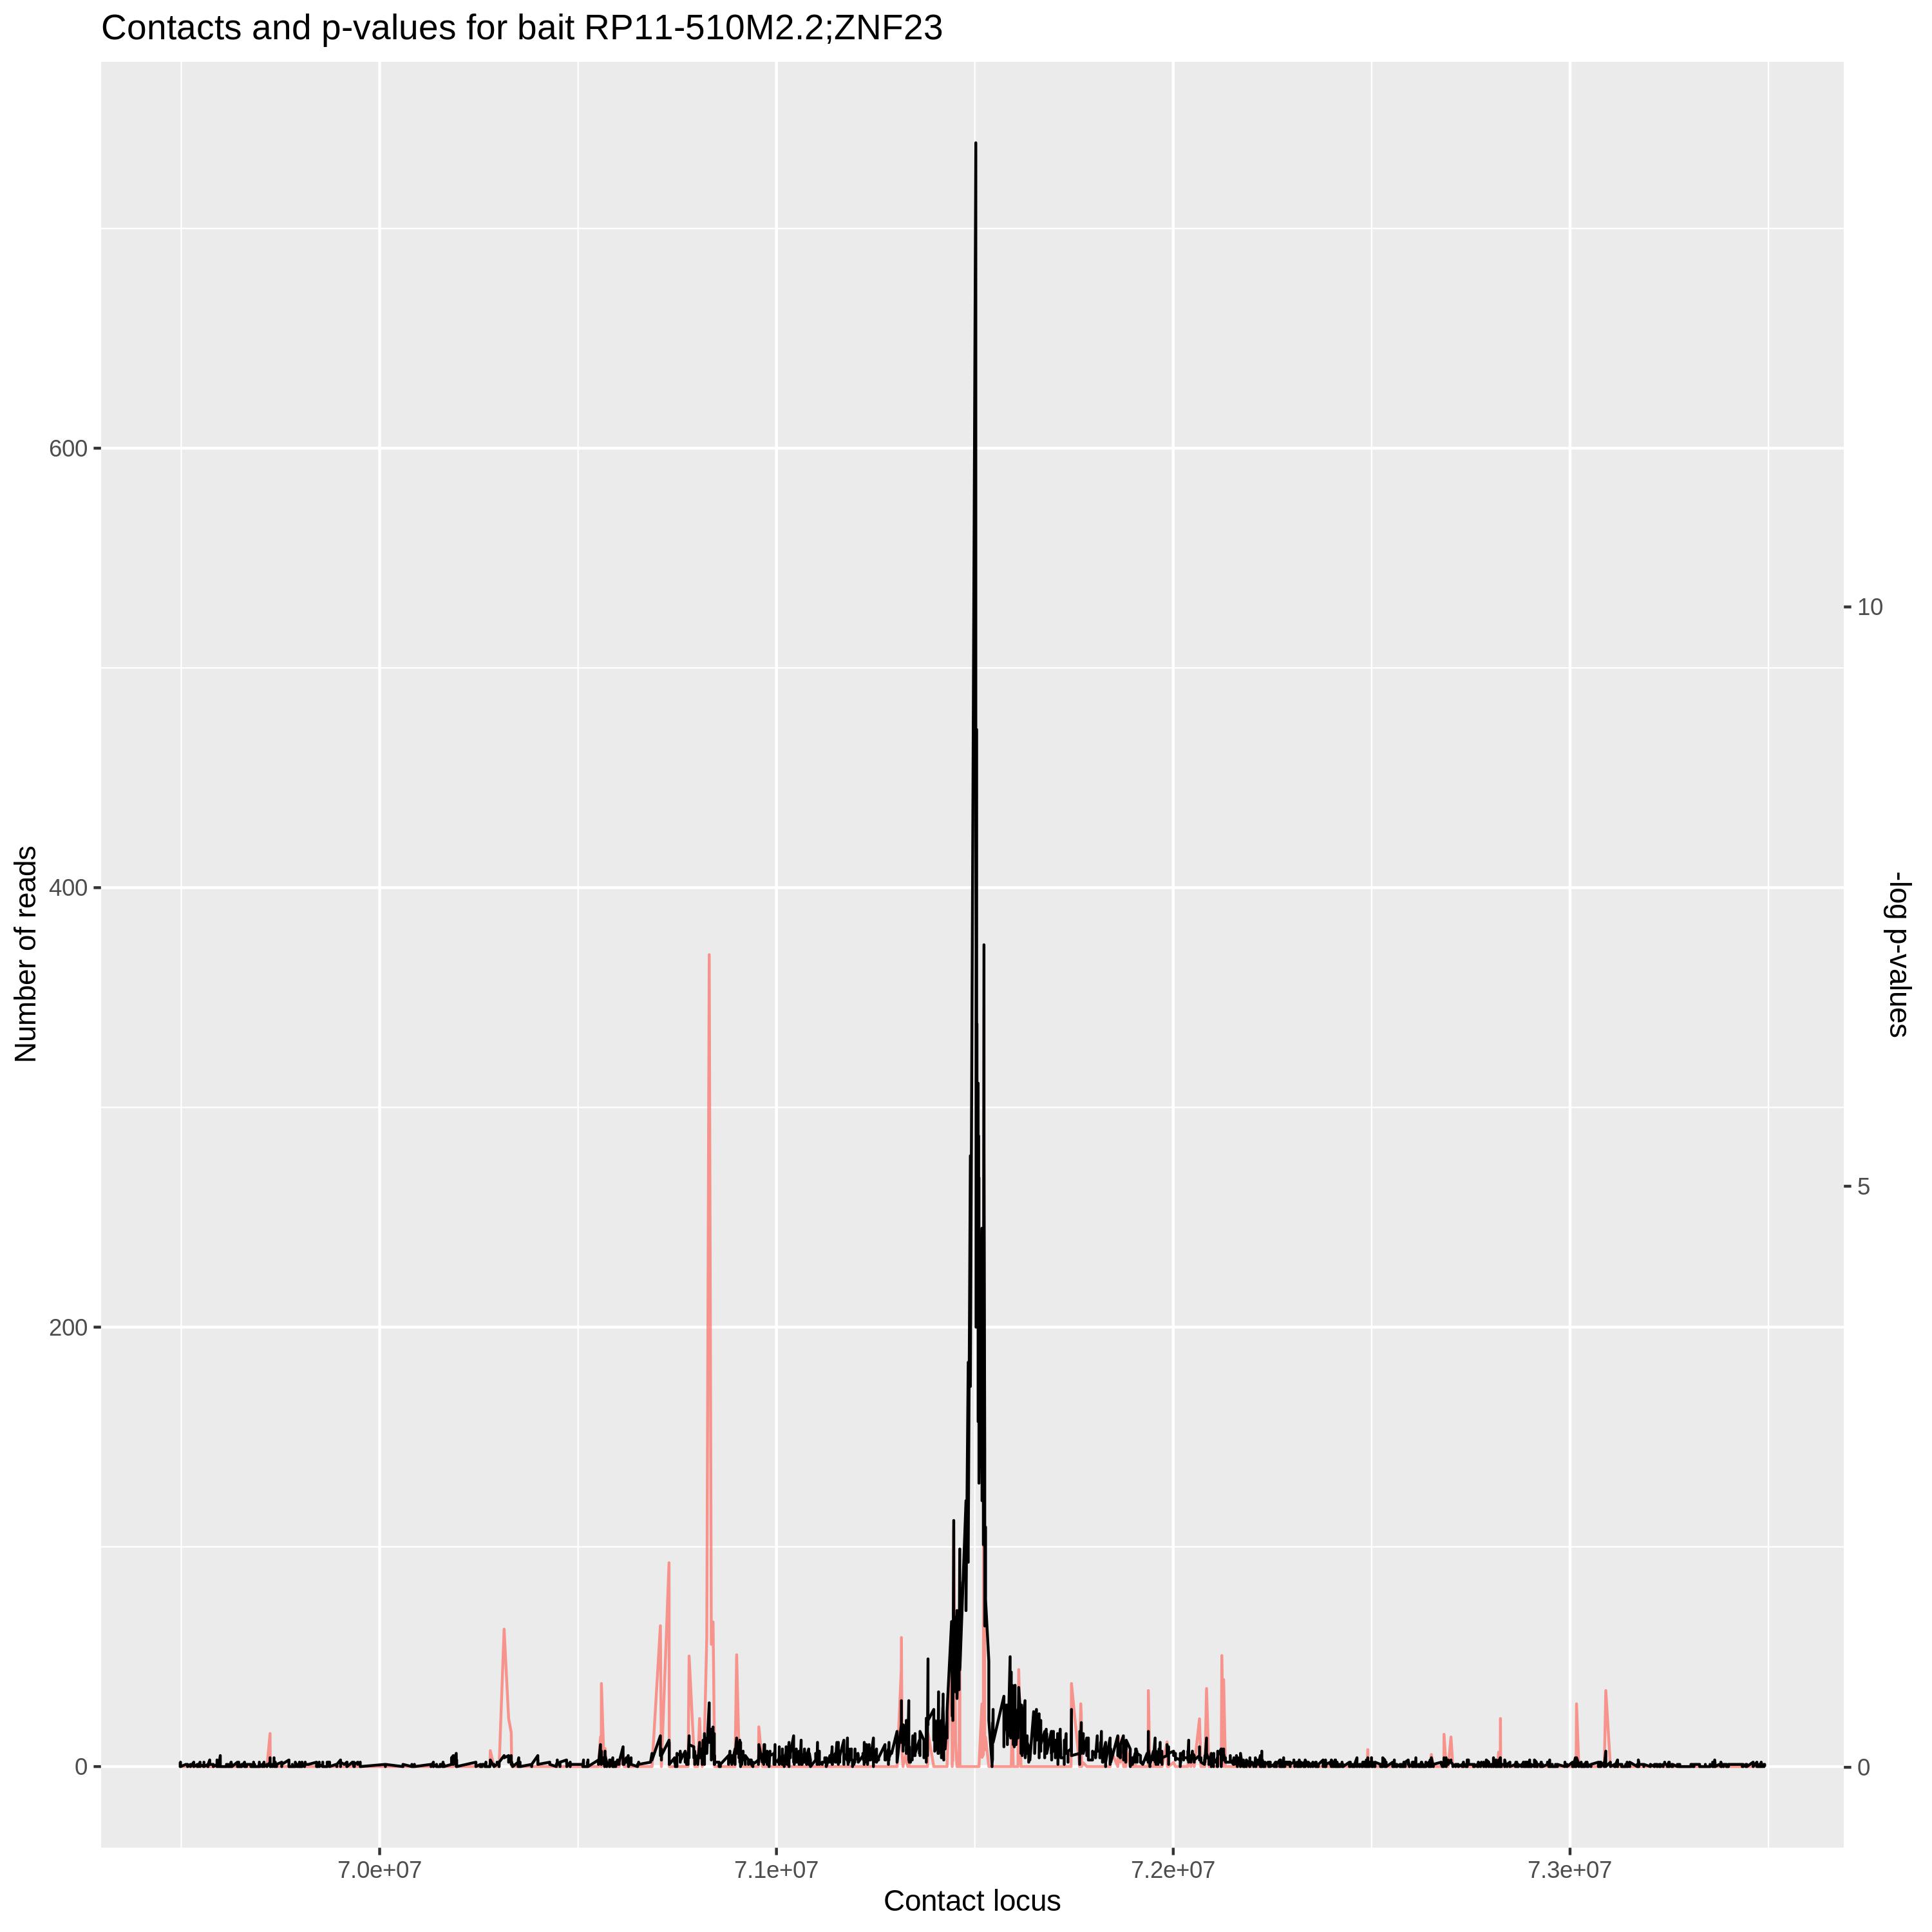 Contacts and p-values for bait RP11-510M2.2;ZNF23
600
400
200
0
Number of reads
10
5
0
-log p-values
7.0e+07
7.1e+07
7.2e+07
7.3e+07
Contact locus